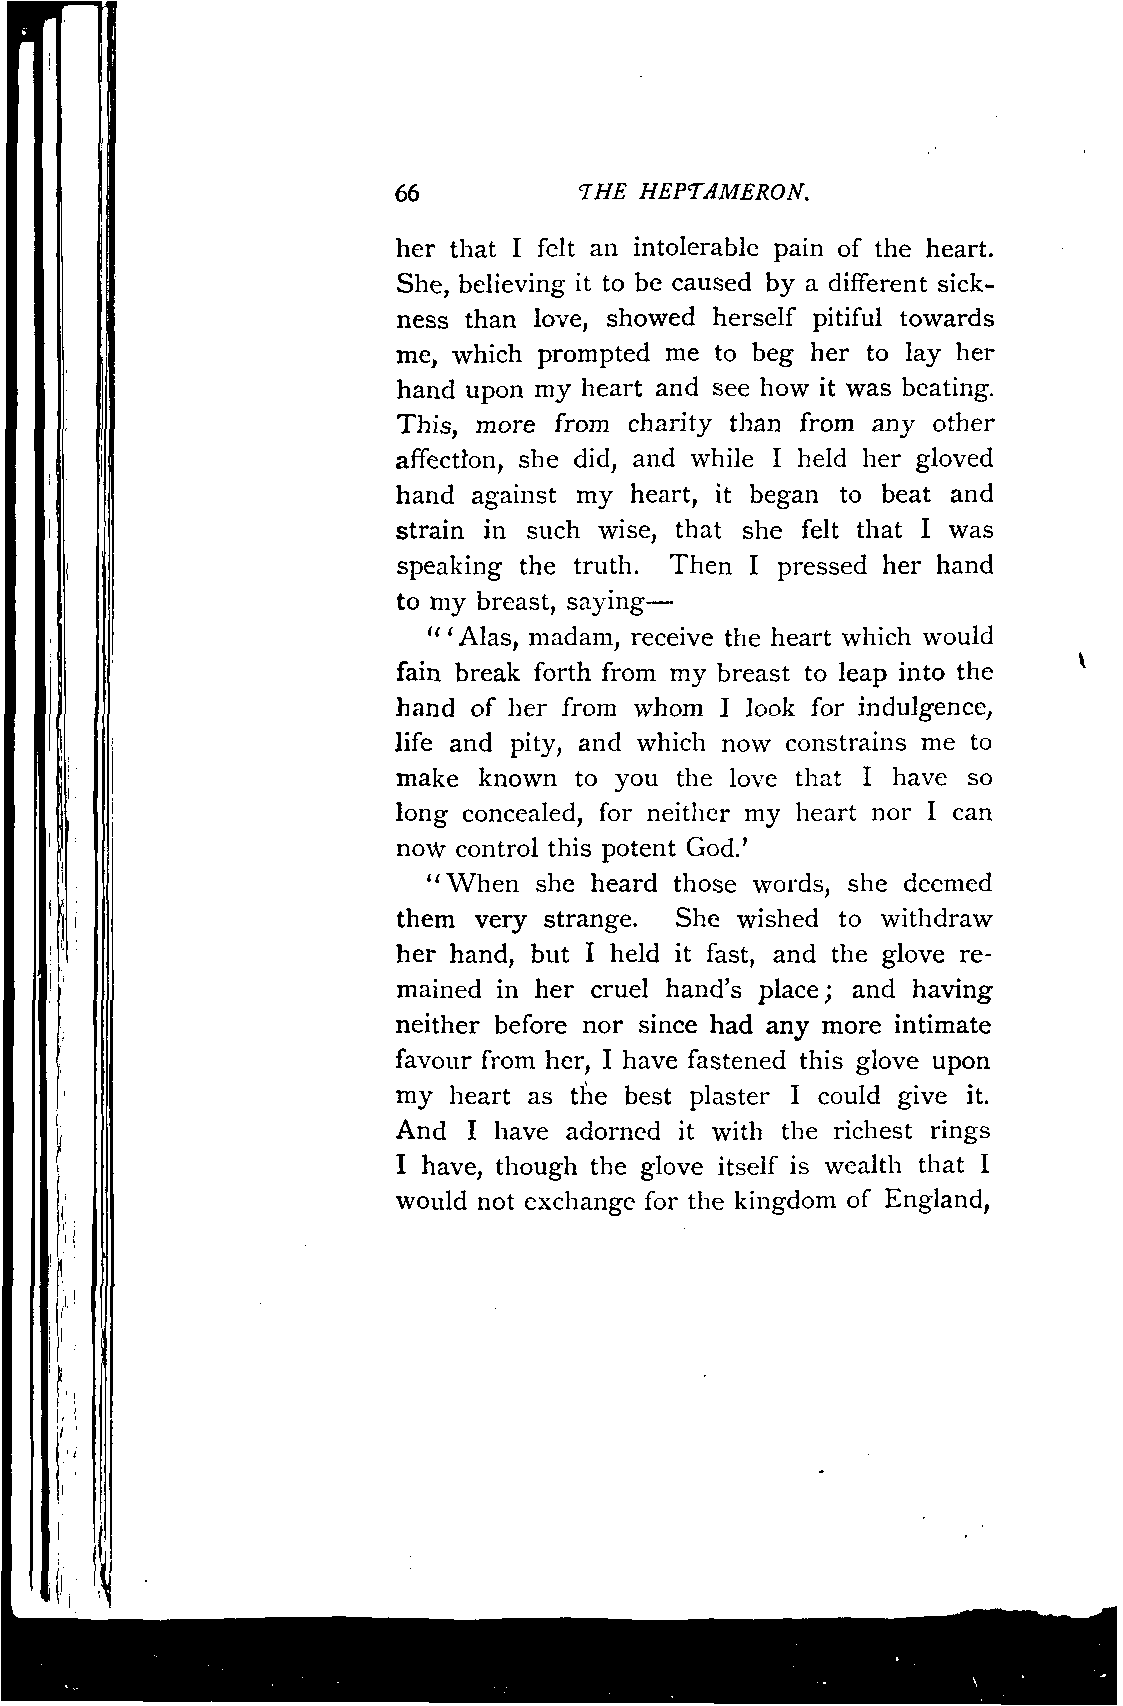 66 THE HEPTAMERON.
her that I felt an intolerable pain of the heart.
She, believing it to be caused by a different sick-
ness than love, showed herself pitiful towards
me, which prompted me to beg her to lay her
hand upon my heart and see how it was beating.
This, more from charity than from any other
affection, she did, and while I held her gloved
hand against my heart, it began to beat and
strain in such wise, that she felt that I was
speaking the truth. Then I pressed her hand
to my breast, saying—
"'Alas, madam, receive the heart which would
fain break forth from my breast to leap into the
hand of her from whom I look for indulgence,
life and pity, and which now constrains me to
make known to you the love that I have so
long concealed, for neither my heart nor I can
now control this potent God.'
"When she heard those words, she deemed
them very strange. She wished to withdraw
her hand, but I held it fast, and the glove re-
mained in her cruel hand's place; and having
neither before nor since had any more intimate
favour from her, I have fastened this glove upon
my heart as the best plaster I could give it.
And I have adorned it with the richest rings
I have, though the glove itself is wealth that I
would not exchange for the kingdom of England,